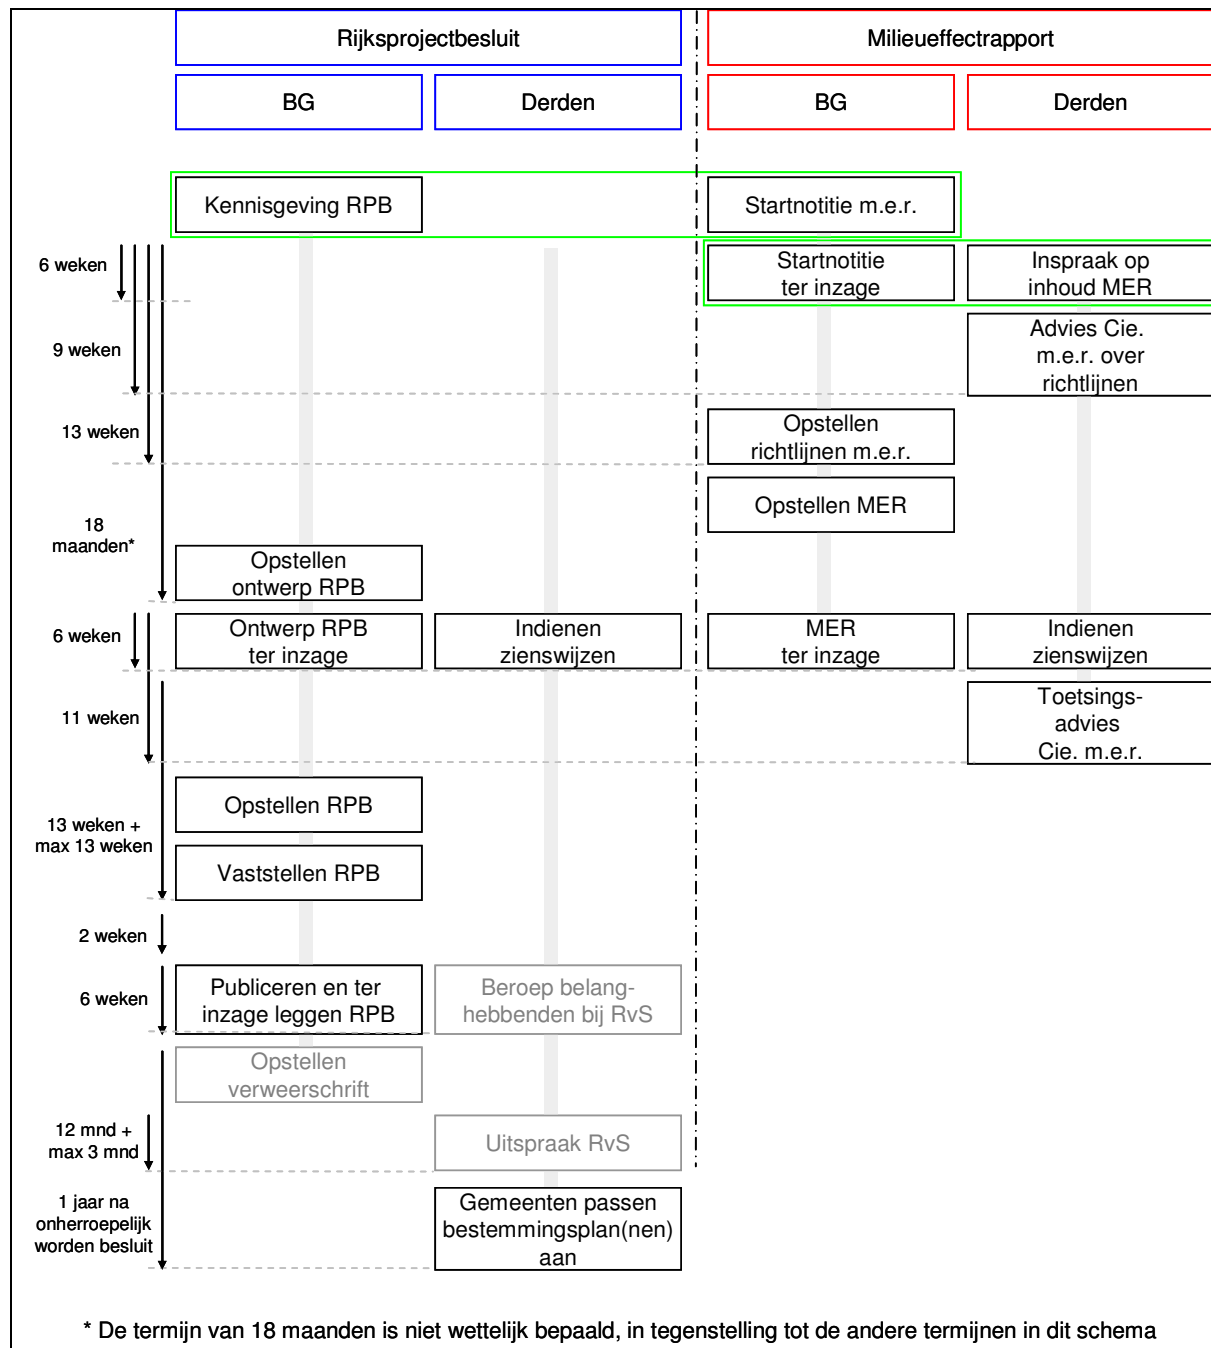 Rijksprojectbesluit
Milieueffectrapport
BG
Derden
BG
Derden
Kennisgeving RPB
Startnotitie m.e.r.
6 weken
Startnotitie
ter inzage
Inspraak op
inhoud MER
9 weken
Advies Cie.
m.e.r. over
richtlijnen
13 weken
Opstellen
richtlijnen m.e.r.
Opstellen MER
18
maanden*
Opstellen
ontwerp RPB
6 weken
Ontwerp RPB
ter inzage
Indienen
zienswijzen
MER
ter inzage
Indienen
zienswijzen
11 weken
Toetsings-
advies
Cie. m.e.r.
Opstellen RPB
13 weken +
max 13 weken
Vaststellen RPB
2 weken
6 weken
Publiceren en ter
inzage leggen RPB
Beroep belang-
hebbenden bij RvS
Opstellen
verweerschrift
12 mnd +
max 3 mnd
Uitspraak RvS
1 jaar na
onherroepelijk
worden besluit
Gemeenten passen
bestemmingsplan(nen)
aan
* De termijn van 18 maanden is niet wettelijk bepaald, in tegenstelling tot de andere termijnen in dit schema